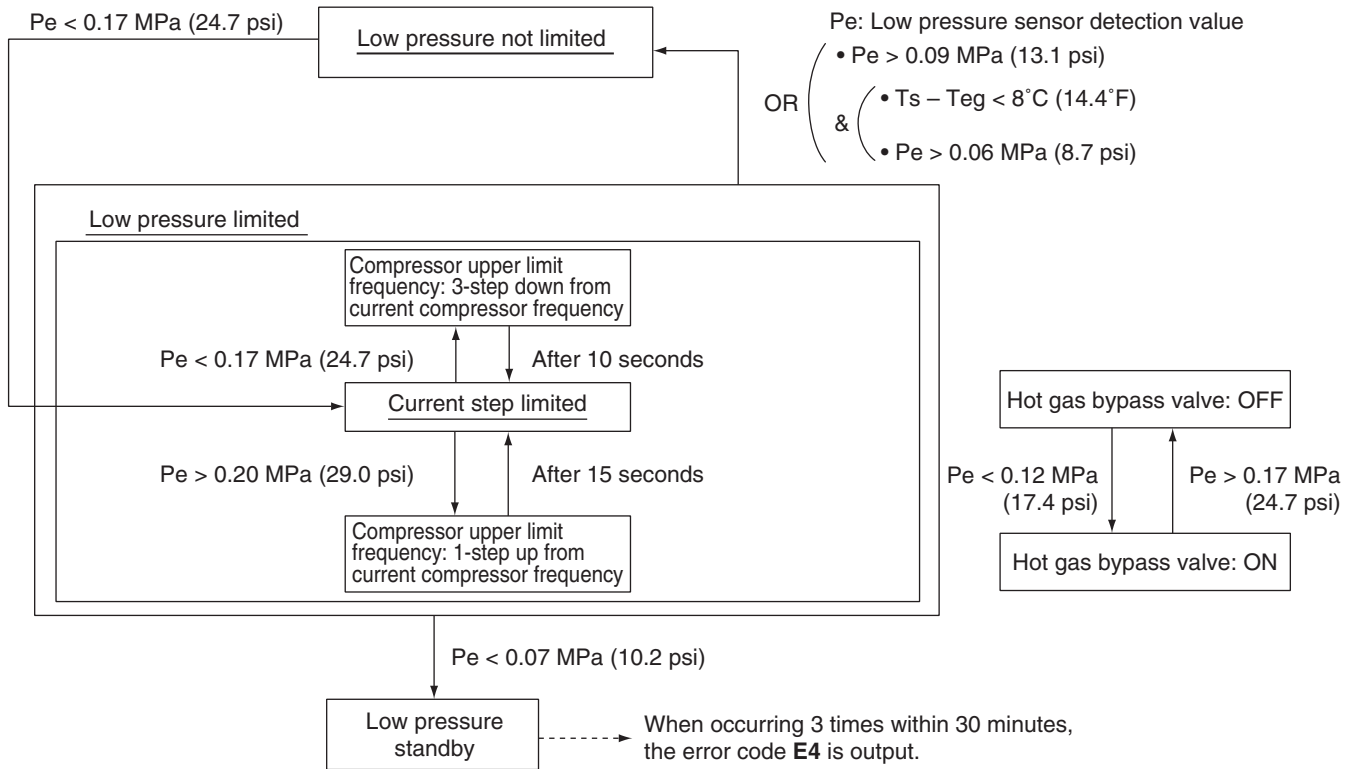 Pe < 0.17 MPa (24.7 psi)
Low pressure not limited
Pe: Low pressure sensor detection value
• Pe > 0.09 MPa (13.1 psi)
OR
&
• Ts – Teg < 8˚C (14.4˚F)
• Pe > 0.06 MPa (8.7 psi)
Low pressure limited
Compressor upper limit
frequency: 3-step down from
current compressor frequency
Pe < 0.17 MPa (24.7 psi)
After 10 seconds
Current step limited
Pe > 0.20 MPa (29.0 psi)
After 15 seconds
Compressor upper limit
frequency: 1-step up from
current compressor frequency
Hot gas bypass valve: OFF
Pe < 0.12 MPa
(17.4 psi)
Pe > 0.17 MPa
(24.7 psi)
Hot gas bypass valve: ON
Pe < 0.07 MPa (10.2 psi)
Low pressure
standby
When occurring 3 times within 30 minutes,
the error code E4 is output.